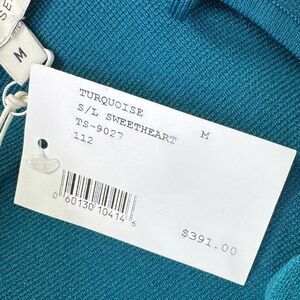 M
TURQUOISE
S/L SWEETHEART M
TS-9027
112
0 60130 10414 6
$391.00